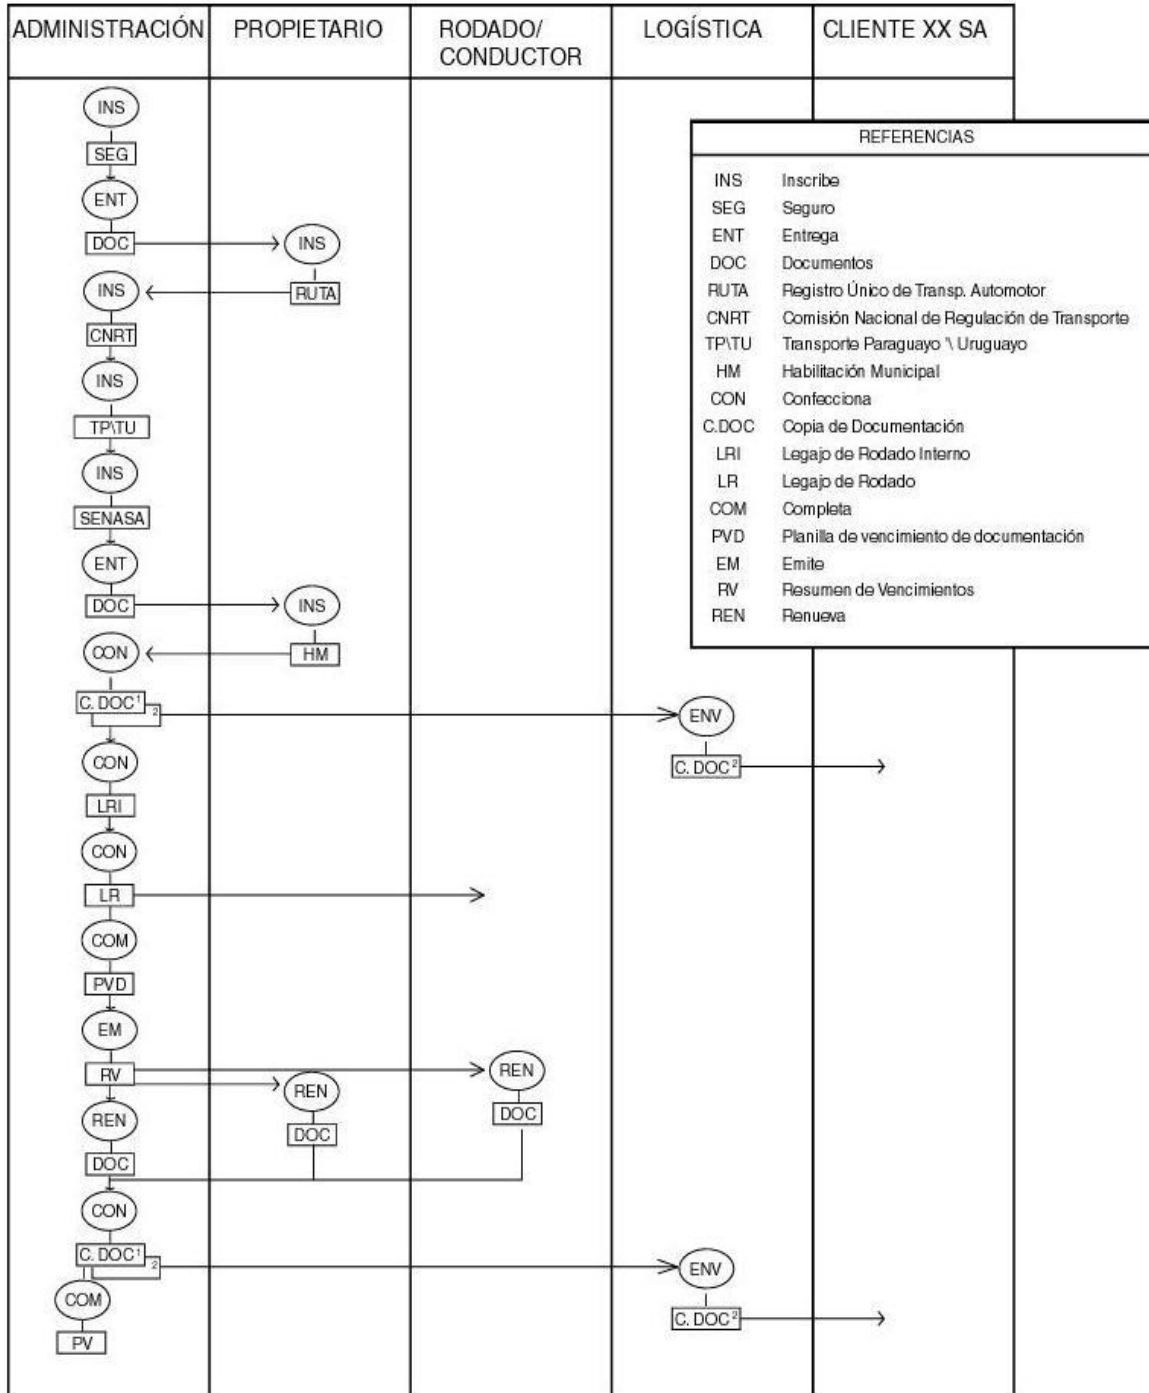 ADMINISTRACIÓN
PROPIETARIO
RODADO/
CONDUCTOR
LOGÍSTICA
CLIENTE XX SA
INS
SEG
ENT
DOC
INS
INS
RUTA
CNRT
INS
TP\TU
INS
SENASA
ENT
DOC
INS
CON
HM
C. DOC¹
2
ENV
CON
C. DOC²
LRI
CON
LR
COM
PVD
EM
RV
REN
REN
REN
DOC
DOC
DOC
CON
C. DOC¹
2
ENV
COM
C. DOC²
PV
REFERENCIAS
INS Inscribe
SEG Seguro
ENT Entrega
DOC Documentos
RUTA Registro Único de Transp. Automotor
CNRT Comisión Nacional de Regulación de Transporte
TP\TU Transporte Paraguayo "\ Uruguayo
HM Habilitación Municipal
CON Confecciona
C.DOC Copia de Documentación
LRI Legajo de Rodado Interno
LR Legajo de Rodado
COM Completa
PVD Planilla de vencimiento de documentación
EM Emite
RV Resumen de Vencimientos
REN Renueva